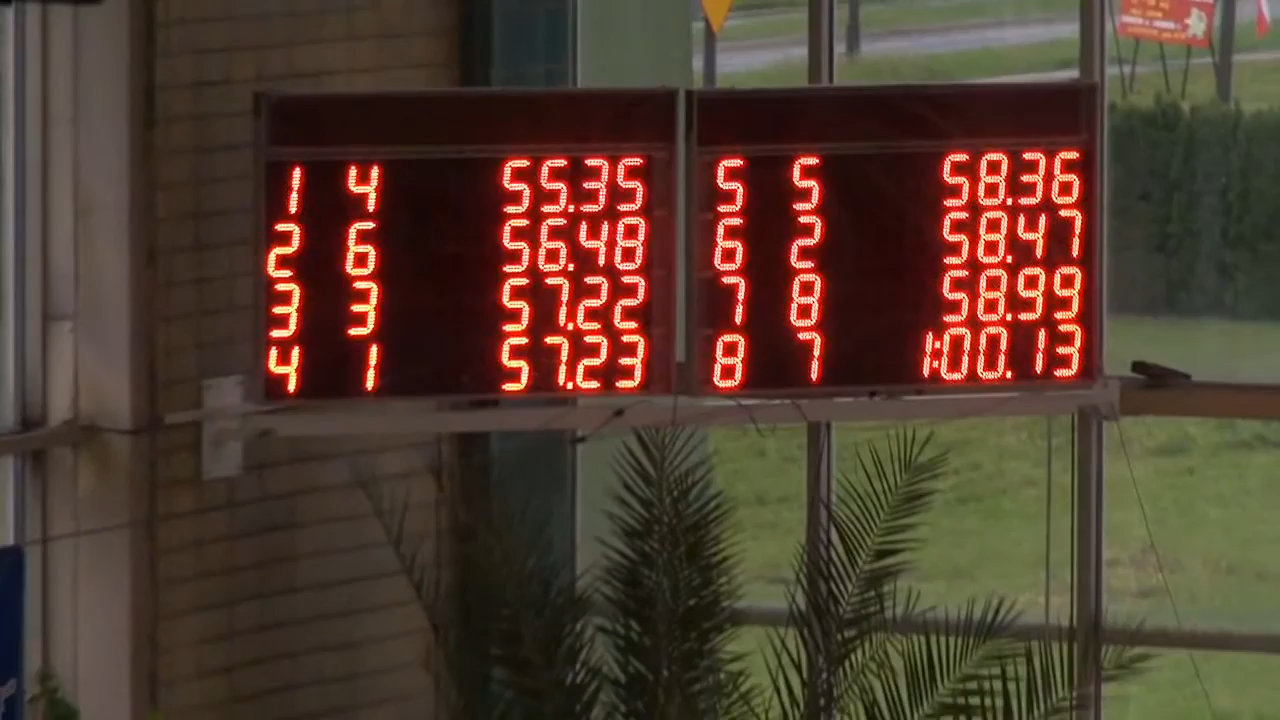 1 4 55.35
2 6 56.48
3 3 57.22
4 1 57.23
5 5 58.36
6 2 58.47
7 8 58.99
8 7 1:00.13